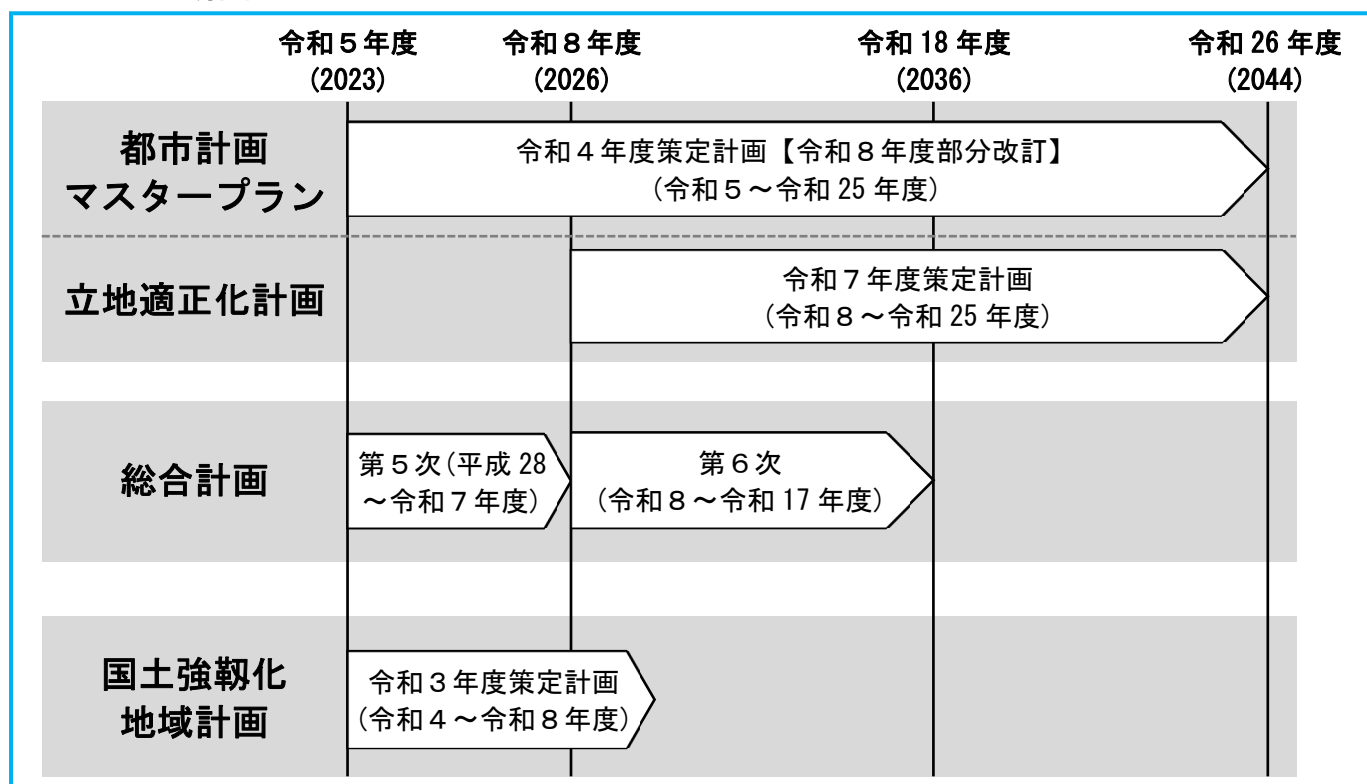 令和５年度
(2023)
令和８年度
(2026)
令和 18 年度
(2036)
令和 26 年度
(2044)
都市計画
マスタープラン
令和４年度策定計画【令和８年度部分改訂】
(令和５～令和 25 年度)
立地適正化計画
令和７年度策定計画
(令和８～令和 25 年度)
総合計画
第５次(平成 28
～令和７年度)
第６次
(令和８～令和 17 年度)
国土強靱化
地域計画
令和３年度策定計画
(令和４～令和８年度)